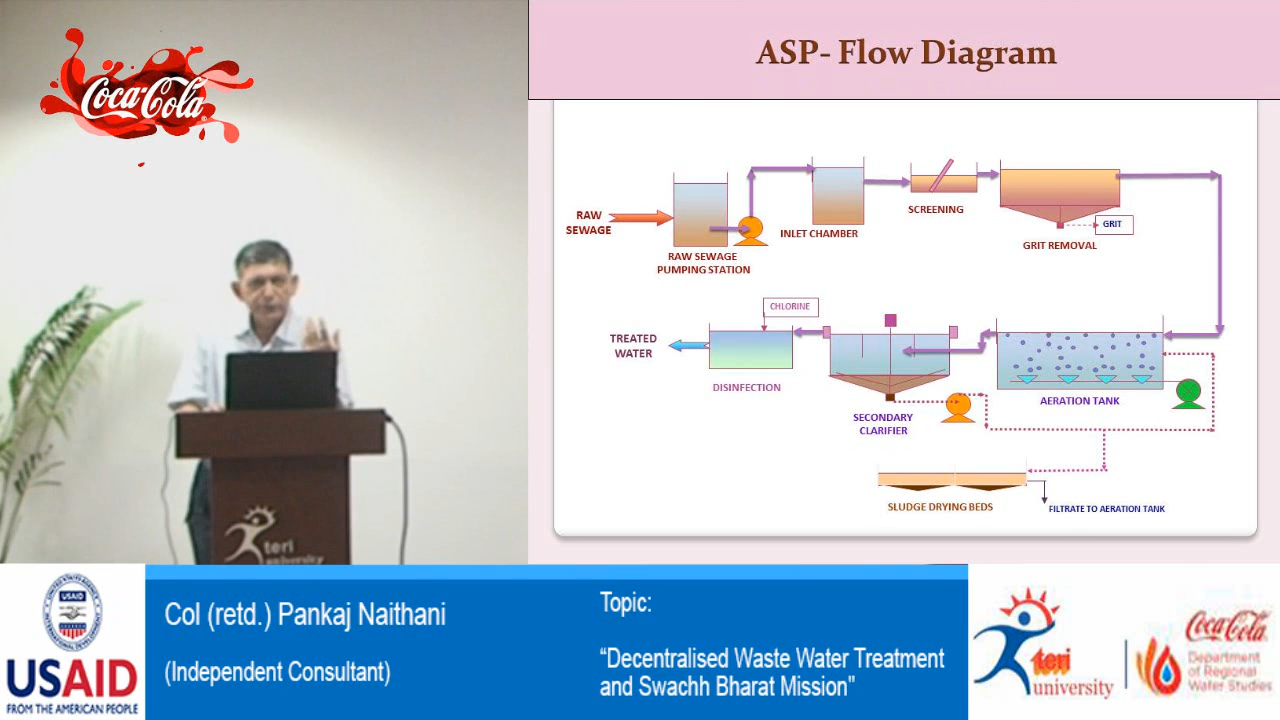 Coca-Cola
ASP- Flow Diagram
RAW
SEWAGE
RAW SEWAGE
PUMPING STATION
INLET CHAMBER
SCREENING
GRIT
GRIT REMOVAL
CHLORINE
TREATED
WATER
DISINFECTION
SECONDARY
CLARIFIER
AERATION TANK
SLUDGE DRYING BEDS
FILTRATE TO AERATION TANK
teri
university
USAID
USAID
FROM THE AMERICAN PEOPLE
Col (retd.) Pankaj Naithani
(Independent Consultant)
Topic:
“Decentralised Waste Water Treatment
and Swachh Bharat Mission"
teri
university
Coca-Cola
Department
of Regional
Water Studies